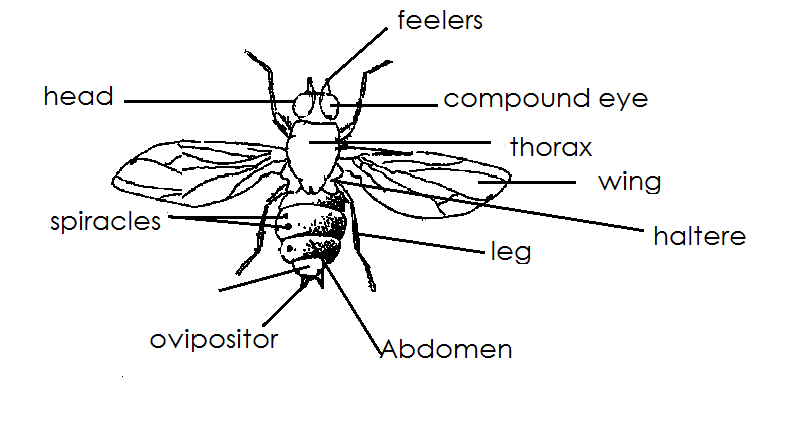 feelers
head
compound eye
thorax
wing
spiracles
haltere
leg
ovipositor
Abdomen